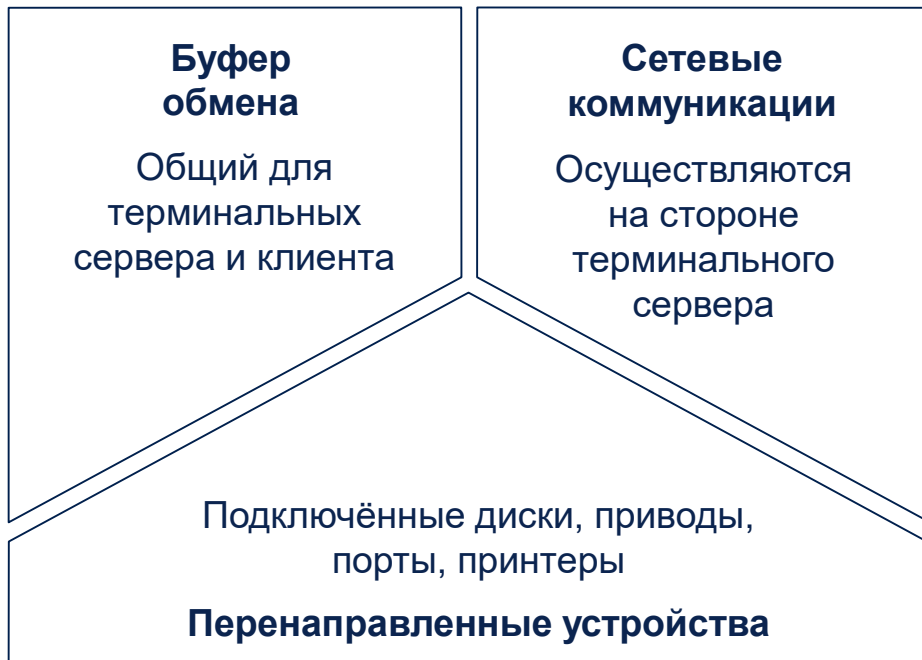 Буфер
обмена
Общий для
терминальных
сервера и клиента
Сетевые
коммуникации
Осуществляются
на стороне
терминального
сервера
Подключённые диски, приводы,
порты, принтеры
Перенаправленные устройства